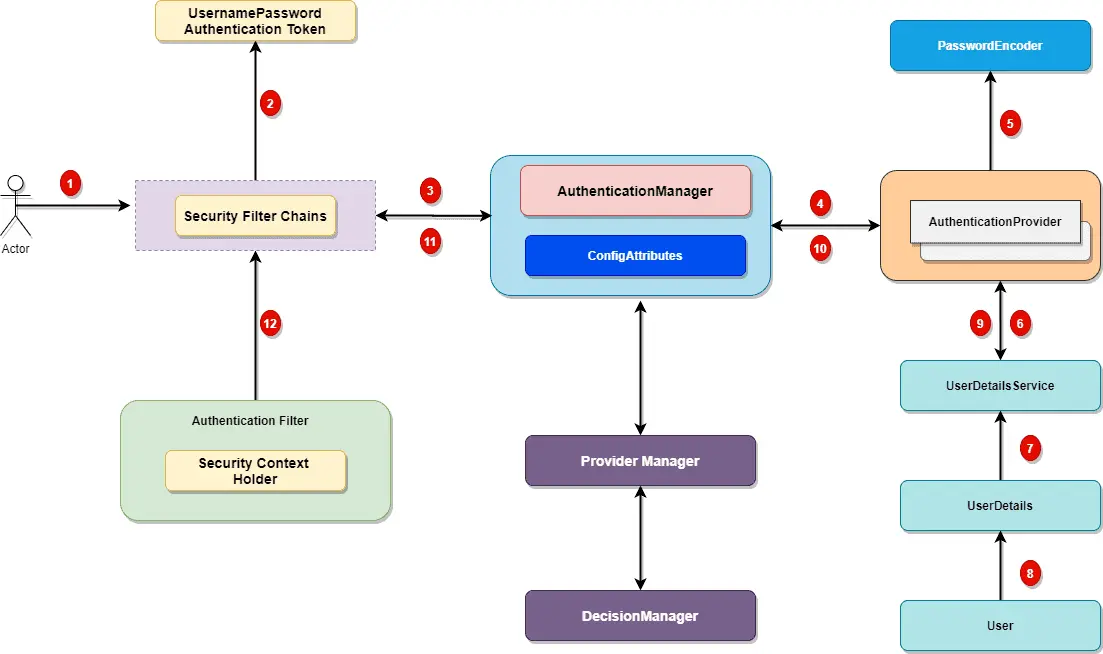 UsernamePassword
Authentication Token
PasswordEncoder
2
5
1
3
AuthenticationManager
4
Security Filter Chains
AuthenticationProvider
11
10
ConfigAttributes
Actor
12
9
6
UserDetailsService
Authentication Filter
7
Security Context
Holder
Provider Manager
UserDetails
8
DecisionManager
User